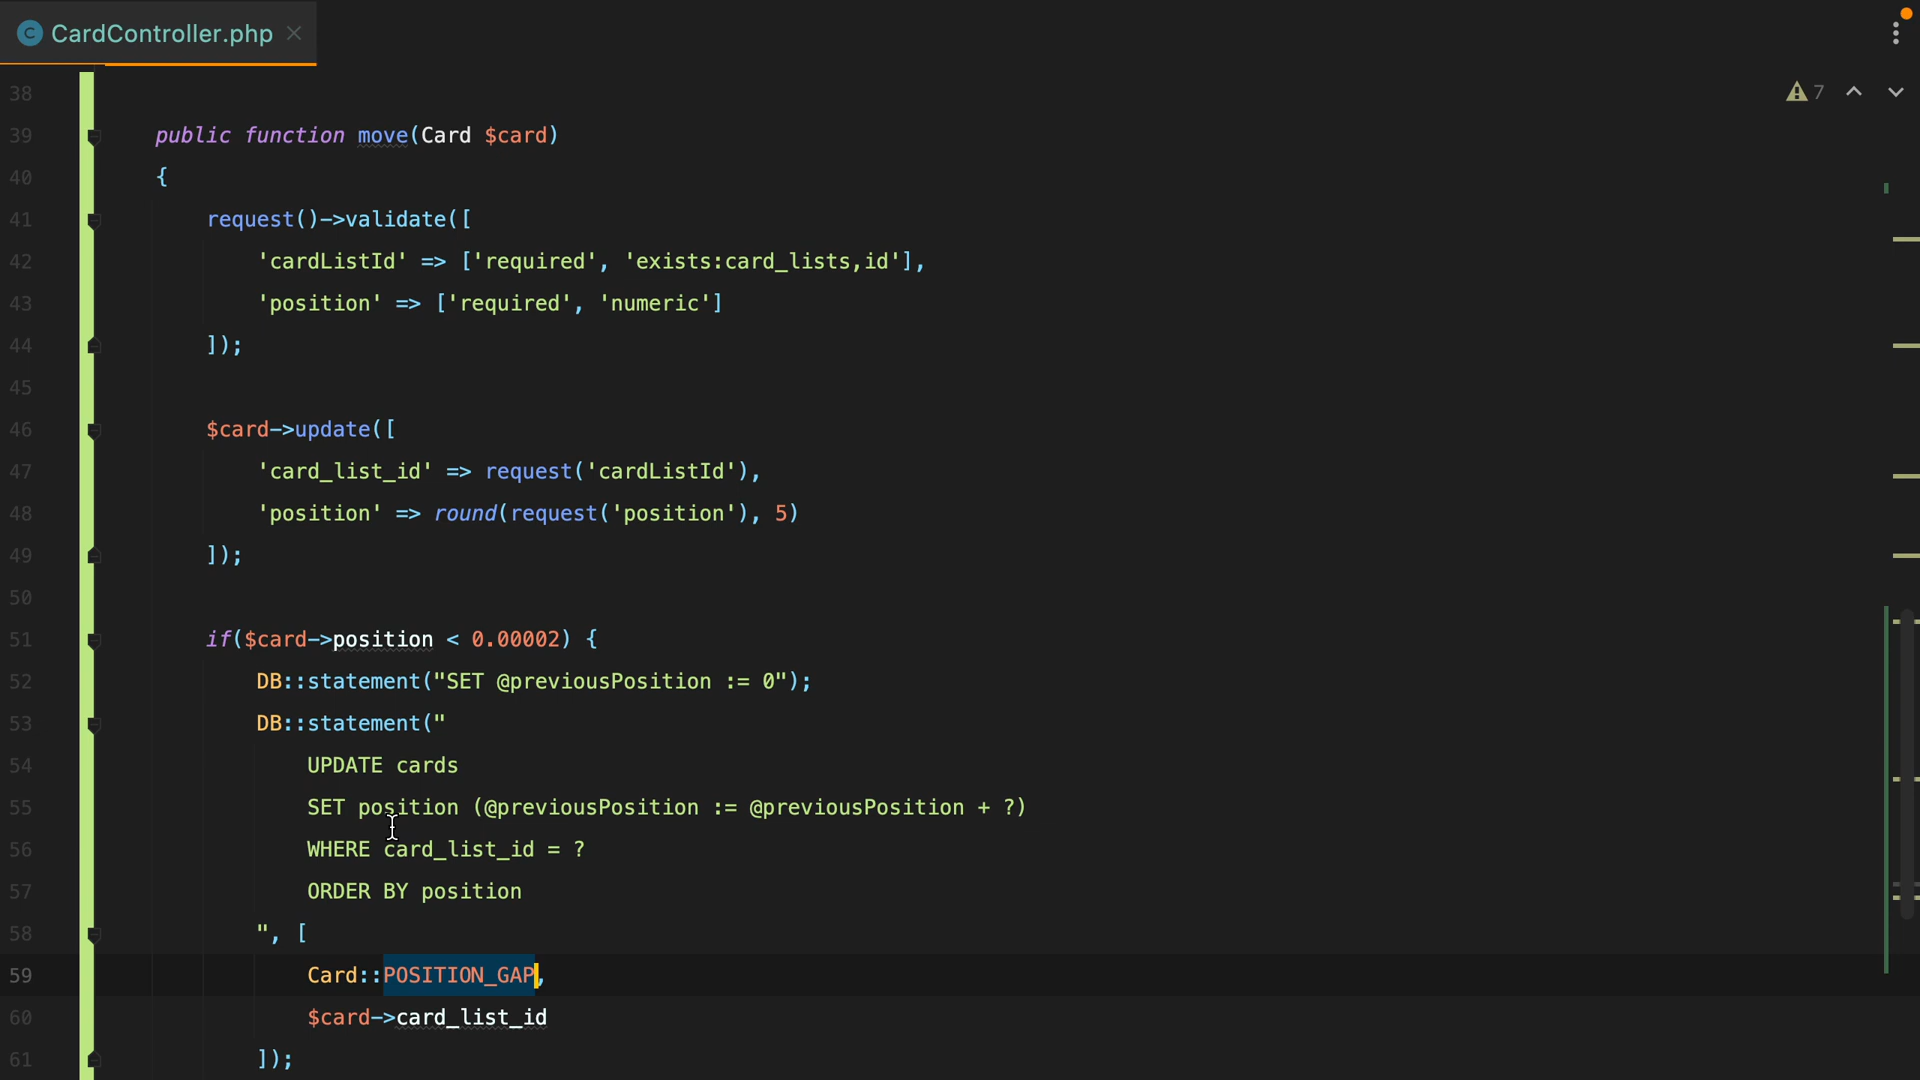 CardController.php
7
38
39 public function move(Card $card)
40 {
41 request()->validate([
42 'cardListId' => ['required', 'exists:card_lists,id'],
43 'position' => ['required', 'numeric']
44 ]);
45
46 $card->update([
47 'card_list_id' => request('cardListId'),
48 'position' => round(request('position'), 5)
49 ]);
50
51 if($card->position < 0.00002) {
52 DB::statement("SET @previousPosition := 0");
53 DB::statement("
54 UPDATE cards
55 SET position (@previousPosition := @previousPosition + ?)
56 WHERE card_list_id = ?
57 ORDER BY position
58 ", [
59 Card::POSITION_GAP,
60 $card->card_list_id
61 ]);